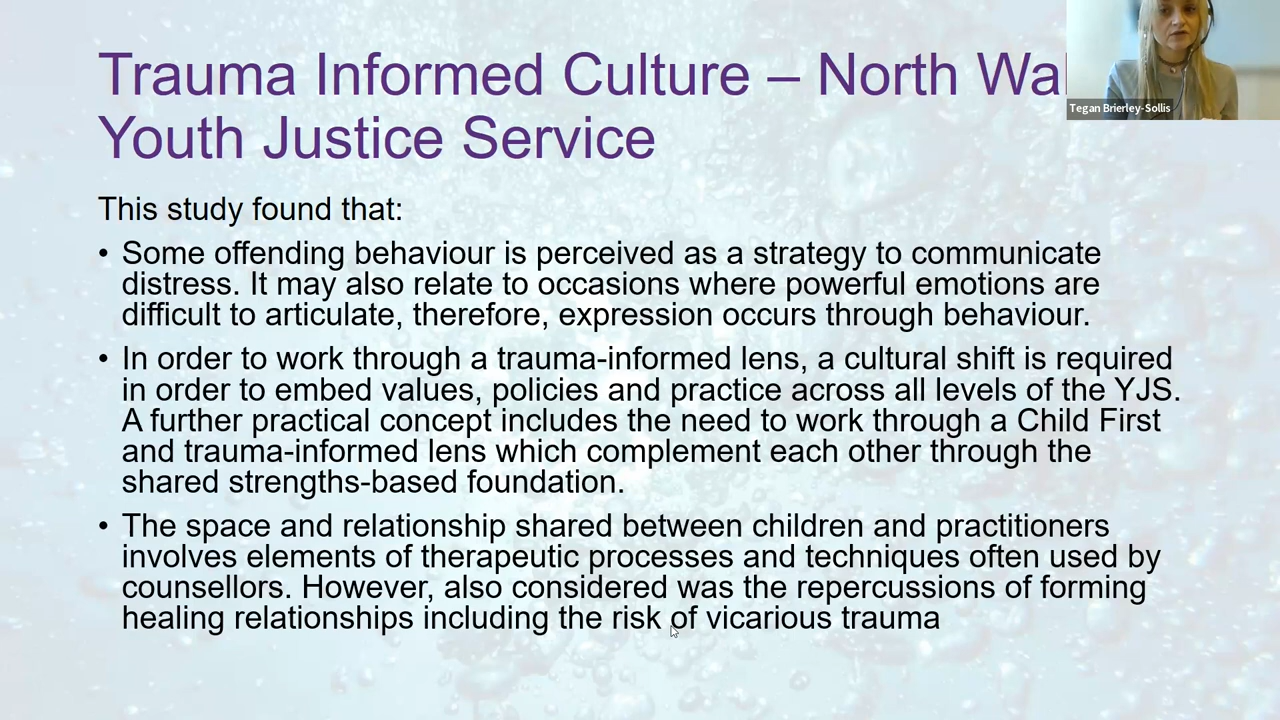 Trauma Informed Culture – North Wal
Youth Justice Service
Tegan Brierley-Sollis
This study found that:
• Some offending behaviour is perceived as a strategy to communicate
distress. It may also relate to occasions where powerful emotions are
difficult to articulate, therefore, expression occurs through behaviour.
• In order to work through a trauma-informed lens, a cultural shift is required
in order to embed values, policies and practice across all levels of the YJS.
A further practical concept includes the need to work through a Child First
and trauma-informed lens which complement each other through the
shared strengths-based foundation.
• The space and relationship shared between children and practitioners
involves elements of therapeutic processes and techniques often used by
counsellors. However, also considered was the repercussions of forming
healing relationships including the risk of vicarious trauma